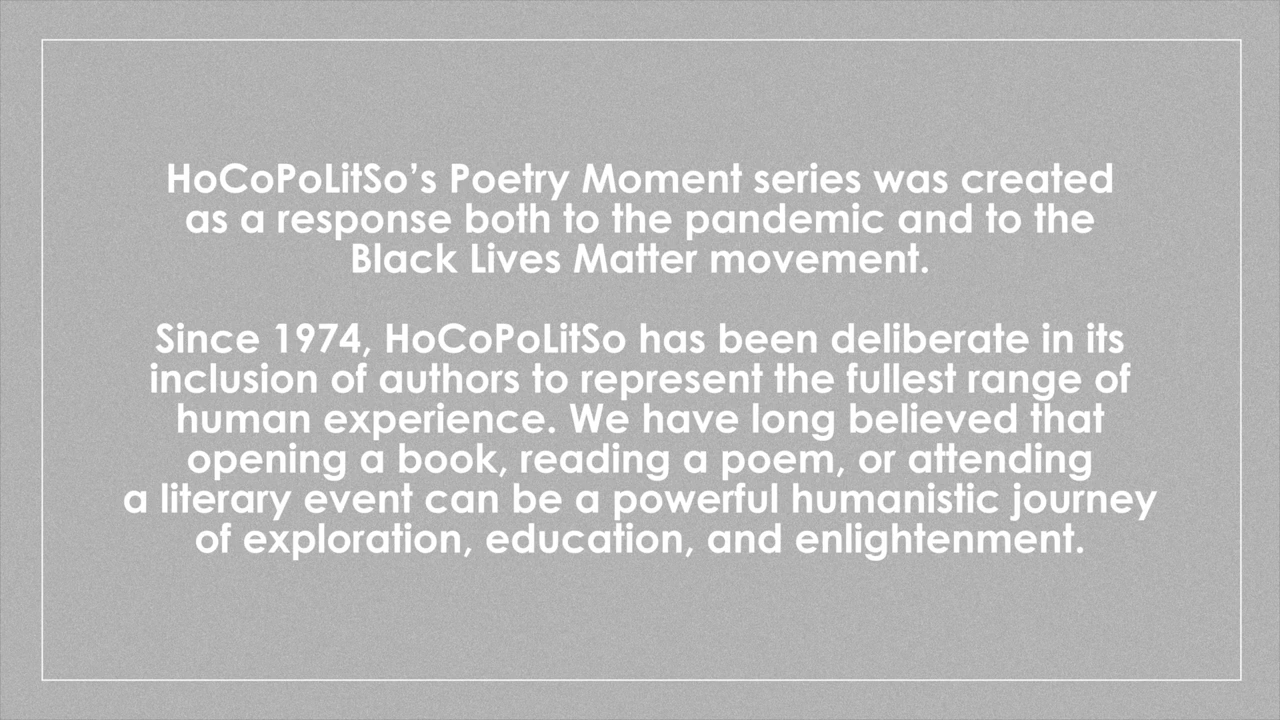 HoCoPoLitSo’s Poetry Moment series was created
as a response both to the pandemic and to the
Black Lives Matter movement.
Since 1974, HoCoPoLitSo has been deliberate in its
inclusion of authors to represent the fullest range of
human experience. We have long believed that
opening a book, reading a poem, or attending
a literary event can be a powerful humanistic journey
of exploration, education, and enlightenment.